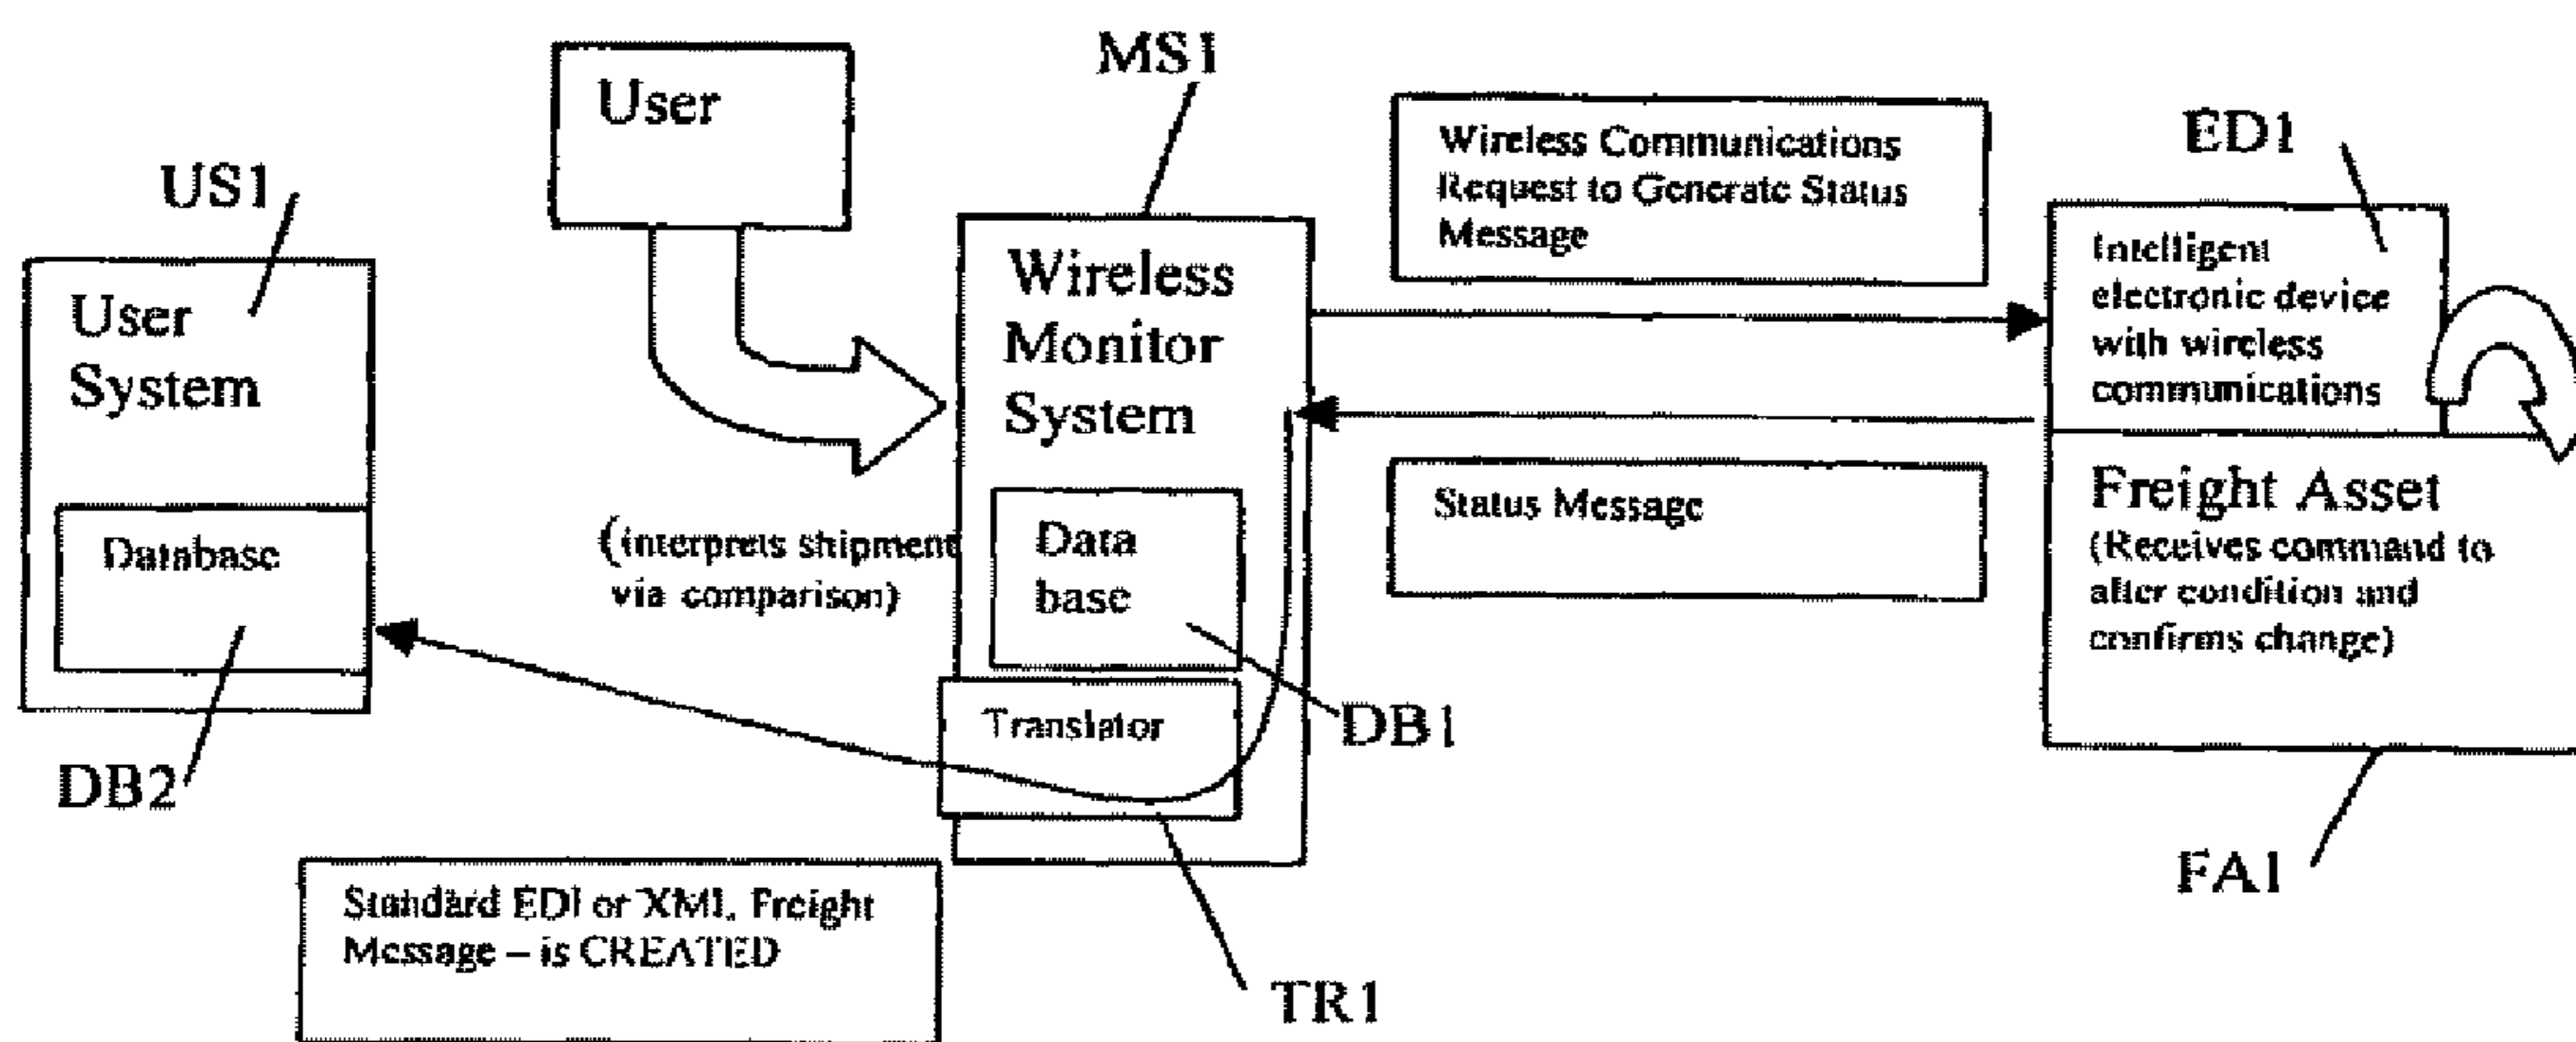 MS1
User
ED1
US1
Wireless Communications
Request to Generate Status
Message
User
System
Wireless
Monitor
System
Intelligent
electronic device
with wireless
communications
Database
(interprets shipment
via comparison)
Data
base
Status Message
Freight Asset
(Receives command to
alter condition and
confirms change)
Translator
DB1
DB2
FA1
Standard EDI or XML Freight
Message – is CREATED
TR1